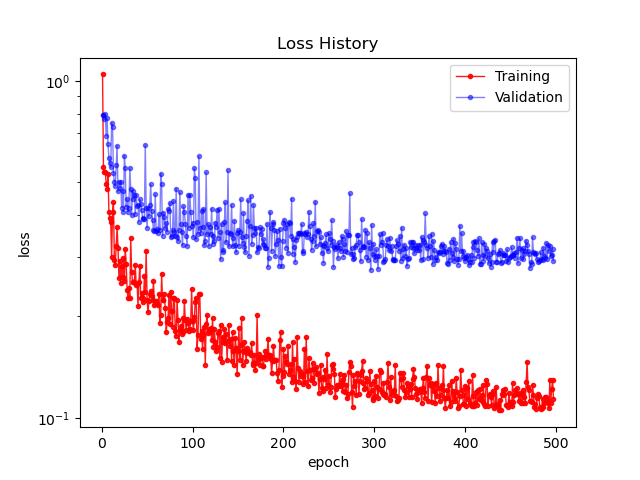 Loss History
Training
Validation
10⁰
10⁻¹
loss
0 100 200 300 400 500
epoch